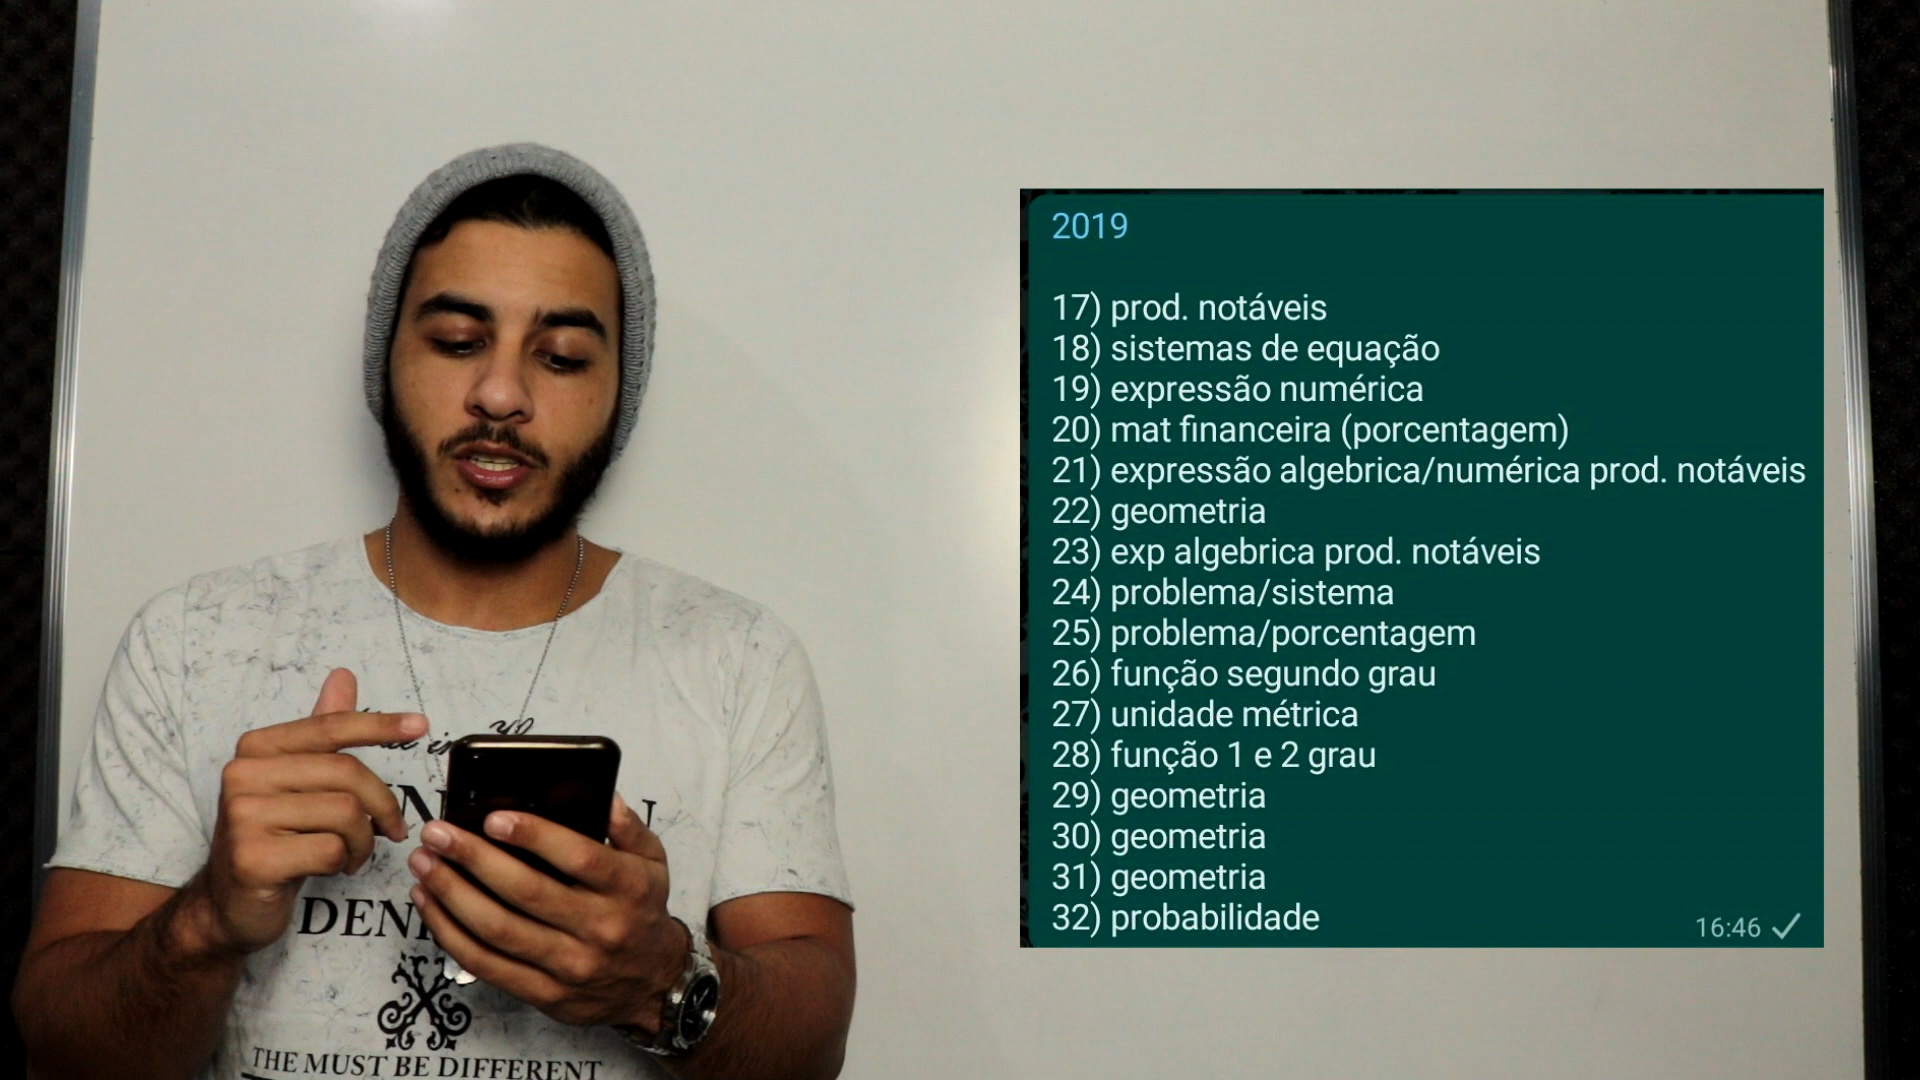 2019
17) prod. notáveis
18) sistemas de equação
19) expressão numérica
20) mat financeira (porcentagem)
21) expressão algebrica/numérica prod. notáveis
22) geometria
23) exp algebrica prod. notáveis
24) problema/sistema
25) problema/porcentagem
26) função segundo grau
27) unidade métrica
28) função 1 e 2 grau
29) geometria
30) geometria
31) geometria
32) probabilidade
16:46
THE MUST BE DIFFERENT